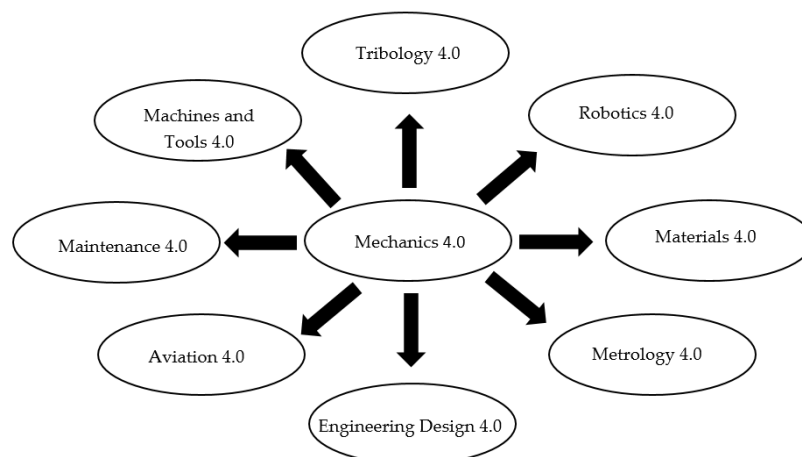 Tribology 4.0
Machines and
Tools 4.0
Robotics 4.0
Maintenance 4.0
Mechanics 4.0
Materials 4.0
Aviation 4.0
Metrology 4.0
Engineering Design 4.0